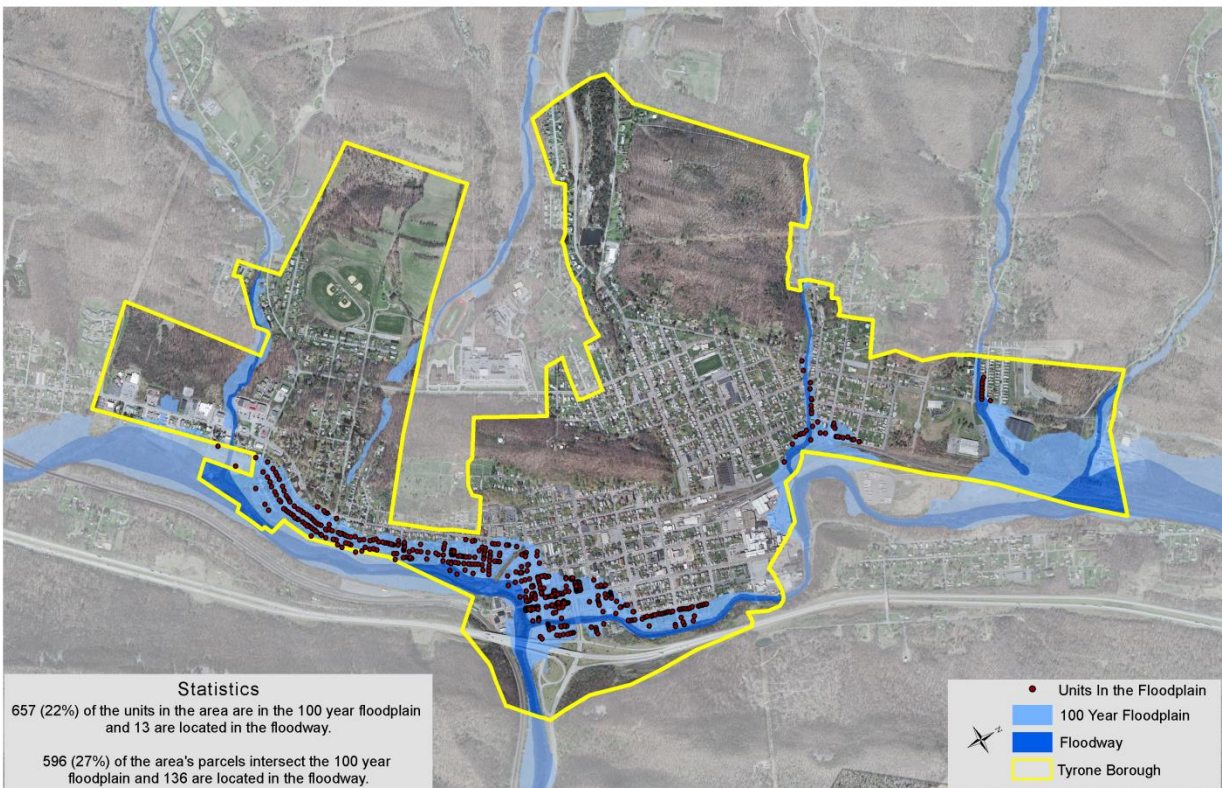 Statistics
657 (22%) of the units in the area are in the 100 year floodplain
and 13 are located in the floodway.
596 (27%) of the area's parcels intersect the 100 year
floodplain and 136 are located in the floodway.
Units In the Floodplain
100 Year Floodplain
Floodway
Tyrone Borough
N